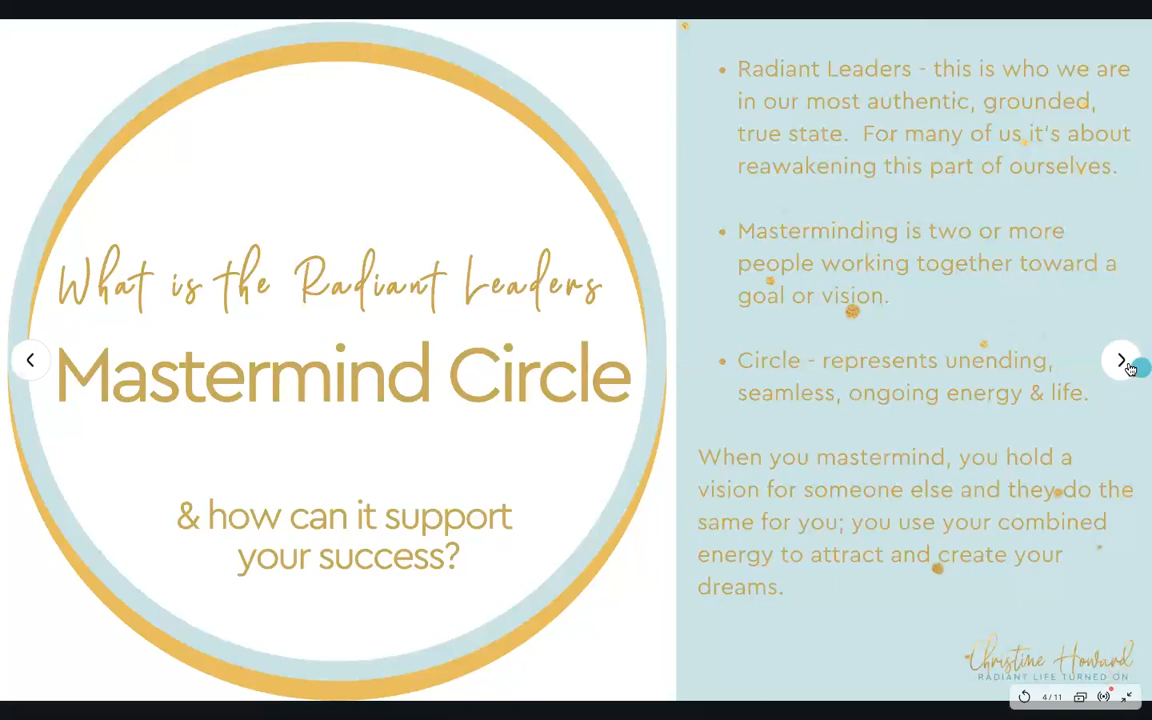 What is the Radiant Leaders
Mastermind Circle
& how can it support
your success?
• Radiant Leaders - this is who we are
in our most authentic, grounded,
true state. For many of us it's about
reawakening this part of ourselves.
• Masterminding is two or more
people working together toward a
goal or vision.
• Circle - represents unending,
seamless, ongoing energy & life.
When you mastermind, you hold a
vision for someone else and they do the
same for you; you use your combined
energy to attract and create your
dreams.
Christine Howard
RADIANT LIFE TURNED ON
4/11